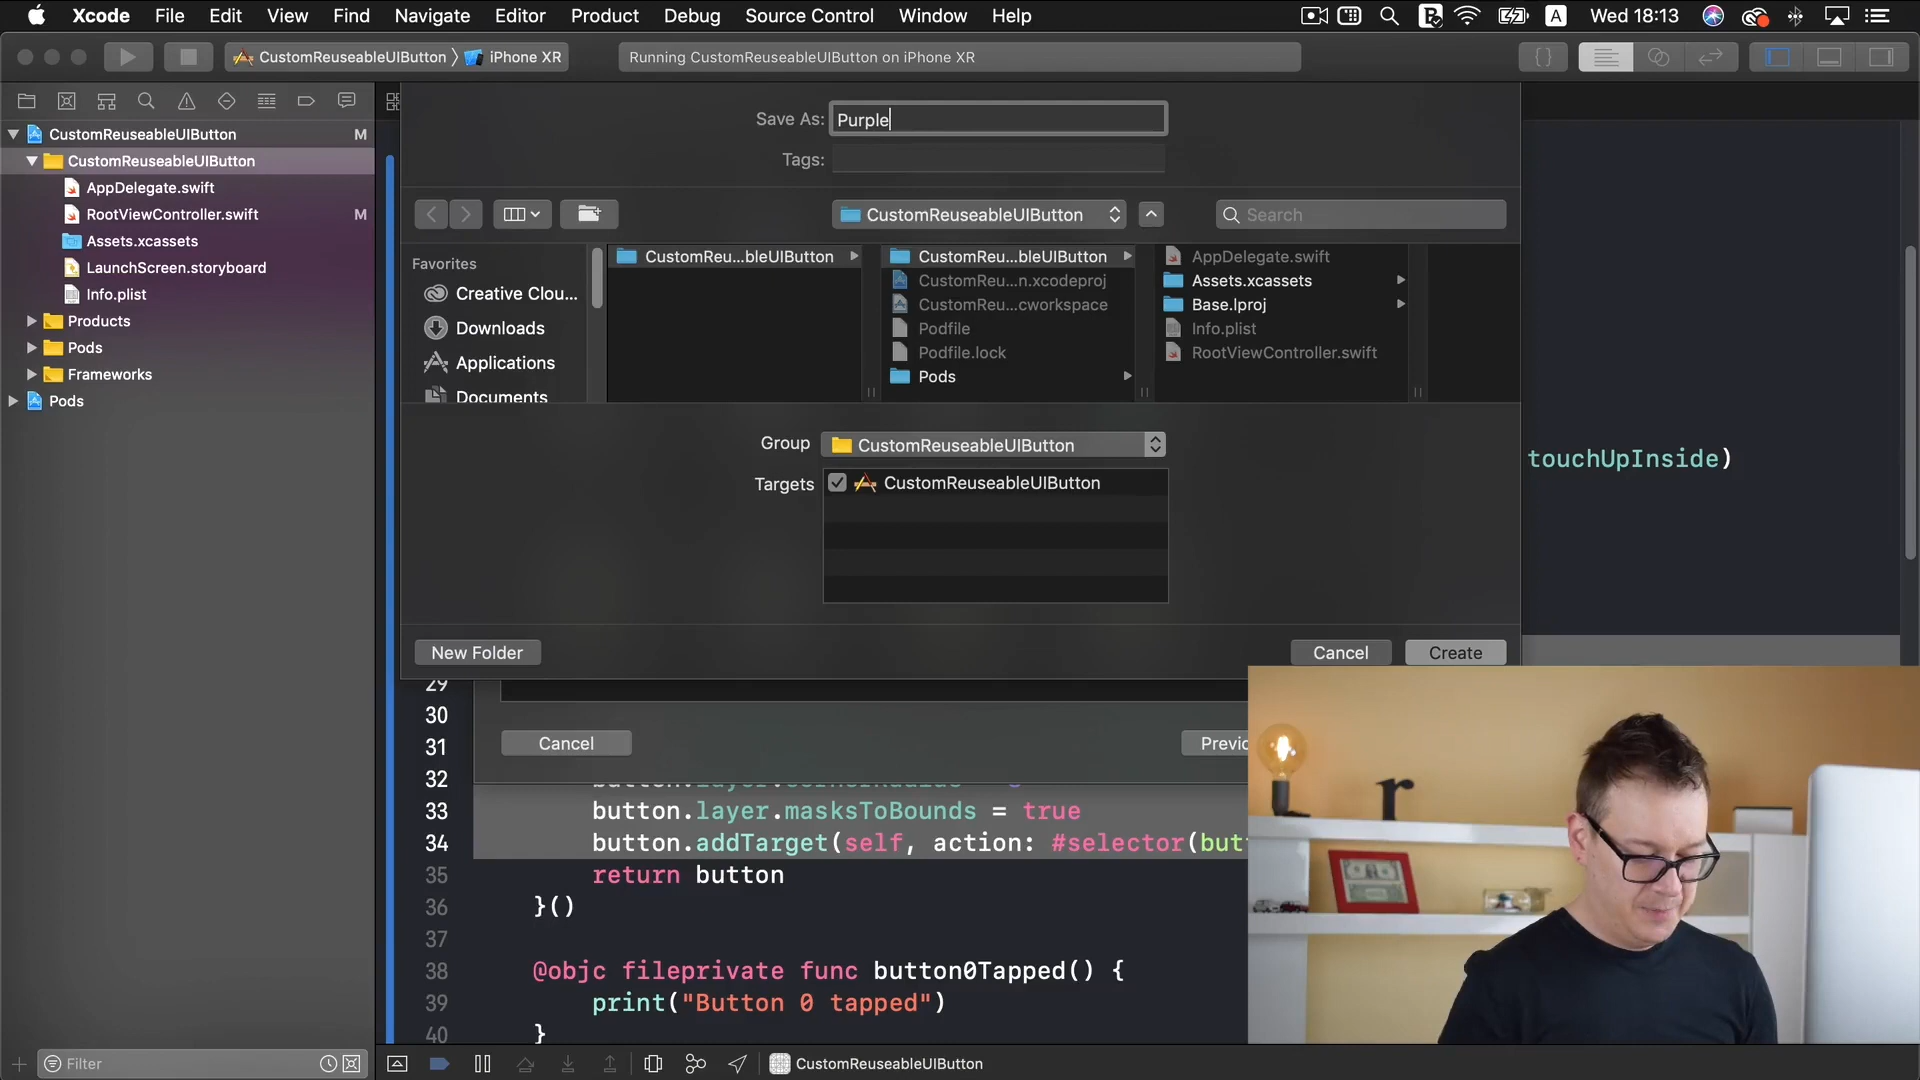 Xcode File Edit View Find Navigate Editor Product Debug Source Control Window Help
A Wed 18:13
CustomReuseableUIButton iPhone XR
Running CustomReuseableUIButton on iPhone XR
CustomReuseableUIButton M
CustomReuseableUIButton
AppDelegate.swift
RootViewController.swift M
Assets.xcassets
LaunchScreen.storyboard
Info.plist
Products
Pods
Frameworks
Pods
Save As: Purple
Tags:
CustomReuseableUIButton
Search
Favorites
Creative Clou...
Downloads
Applications
Documents
CustomReu...bleUIButton
CustomReu...bleUIButton
CustomReu...n.xcodeproj
CustomReu...cworkspace
Podfile
Podfile.lock
Pods
AppDelegate.swift
Assets.xcassets
Base.lproj
Info.plist
RootViewController.swift
Group CustomReuseableUIButton
Targets CustomReuseableUIButton
New Folder Cancel Create
touchUpInside)
Cancel
29
30
31
32
33 button.layer.masksToBounds = true
34 button.addTarget(self, action: #selector(but
35 return button
36 }()
37
38 @objc fileprivate func button0Tapped() {
39 print("Button 0 tapped")
40 }
Filter
CustomReuseableUIButton
r